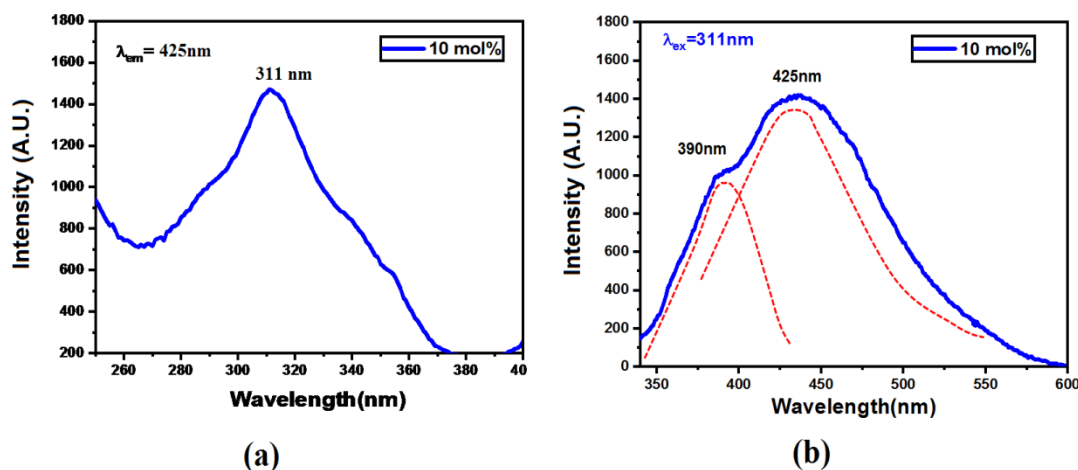 1800
1600
1400
1200
1000
800
600
400
200
260 280 300 320 340 360 380 40
λem= 425nm
10 mol%
311 nm
Intensity (A.U.)
Wavelength(nm)
(a)
1800
1600
1400
1200
1000
800
600
400
200
0
350 400 450 500 550 600
λex=311nm
10 mol%
425nm
390nm
Intensity (A.U.)
Wavelength(nm)
(b)